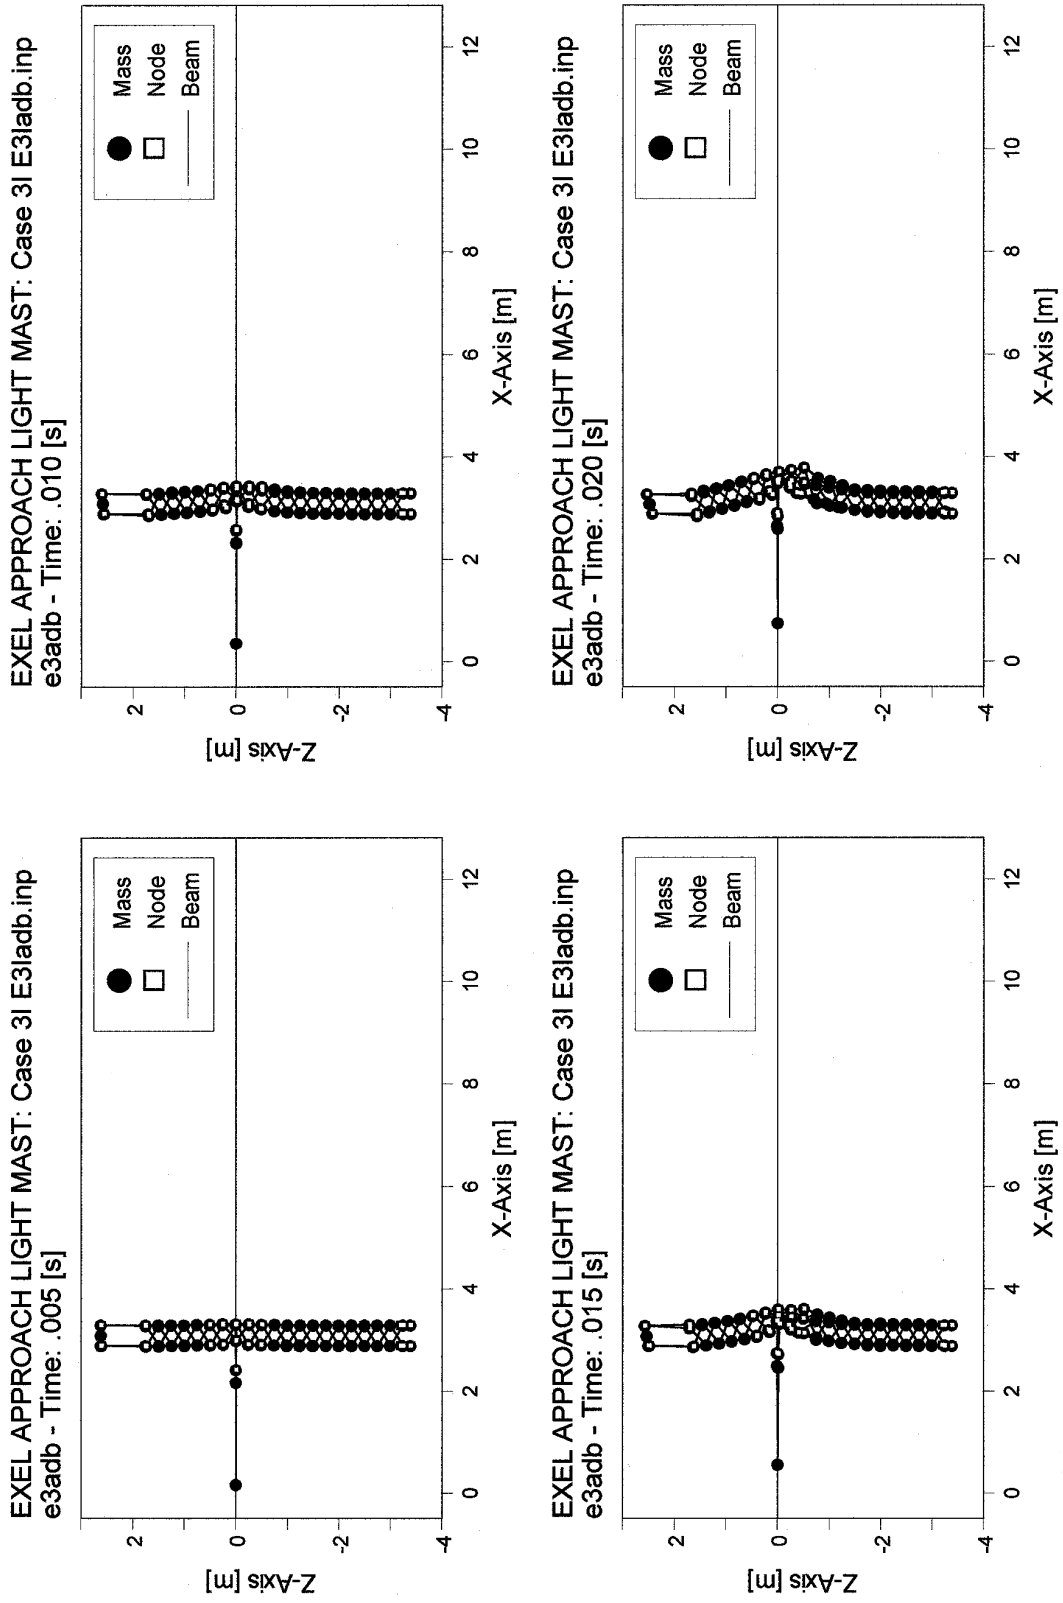 EXEL APPROACH LIGHT MAST: Case 3I E3Iadb.inp
e3adb - Time: .005 [s]
Mass
Node
Beam
2
0
-2
-4
Z-Axis [m]
0
2
4
6
8
10
12
X-Axis [m]
EXEL APPROACH LIGHT MAST: Case 3I E3Iadb.inp
e3adb - Time: .010 [s]
Mass
Node
Beam
2
0
-2
-4
Z-Axis [m]
0
2
4
6
8
10
12
X-Axis [m]
EXEL APPROACH LIGHT MAST: Case 3I E3Iadb.inp
e3adb - Time: .015 [s]
Mass
Node
Beam
2
0
-2
-4
Z-Axis [m]
0
2
4
6
8
10
12
X-Axis [m]
EXEL APPROACH LIGHT MAST: Case 3I E3Iadb.inp
e3adb - Time: .020 [s]
Mass
Node
Beam
2
0
-2
-4
Z-Axis [m]
0
2
4
6
8
10
12
X-Axis [m]